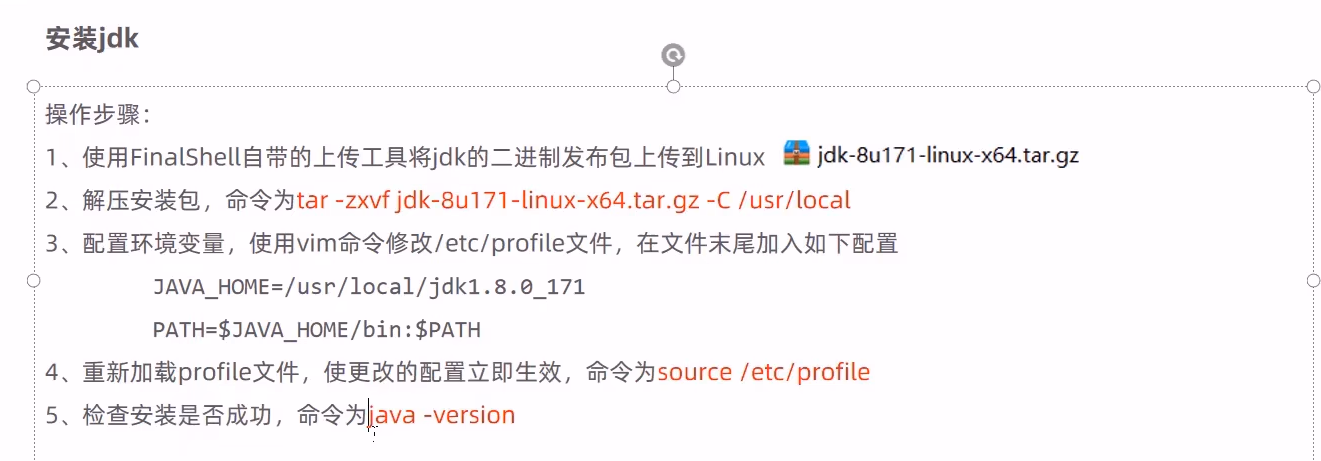 安装jdk
操作步骤：
1、使用FinalShell自带的上传工具将jdk的二进制发布包上传到Linux jdk-8u171-linux-x64.tar.gz
2、解压安装包，命令为tar -zxvf jdk-8u171-linux-x64.tar.gz -C /usr/local
3、配置环境变量，使用vim命令修改/etc/profile文件，在文件末尾加入如下配置
JAVA_HOME=/usr/local/jdk1.8.0_171
PATH=$JAVA_HOME/bin:$PATH
4、重新加载profile文件，使更改的配置立即生效，命令为source /etc/profile
5、检查安装是否成功，命令为java -version